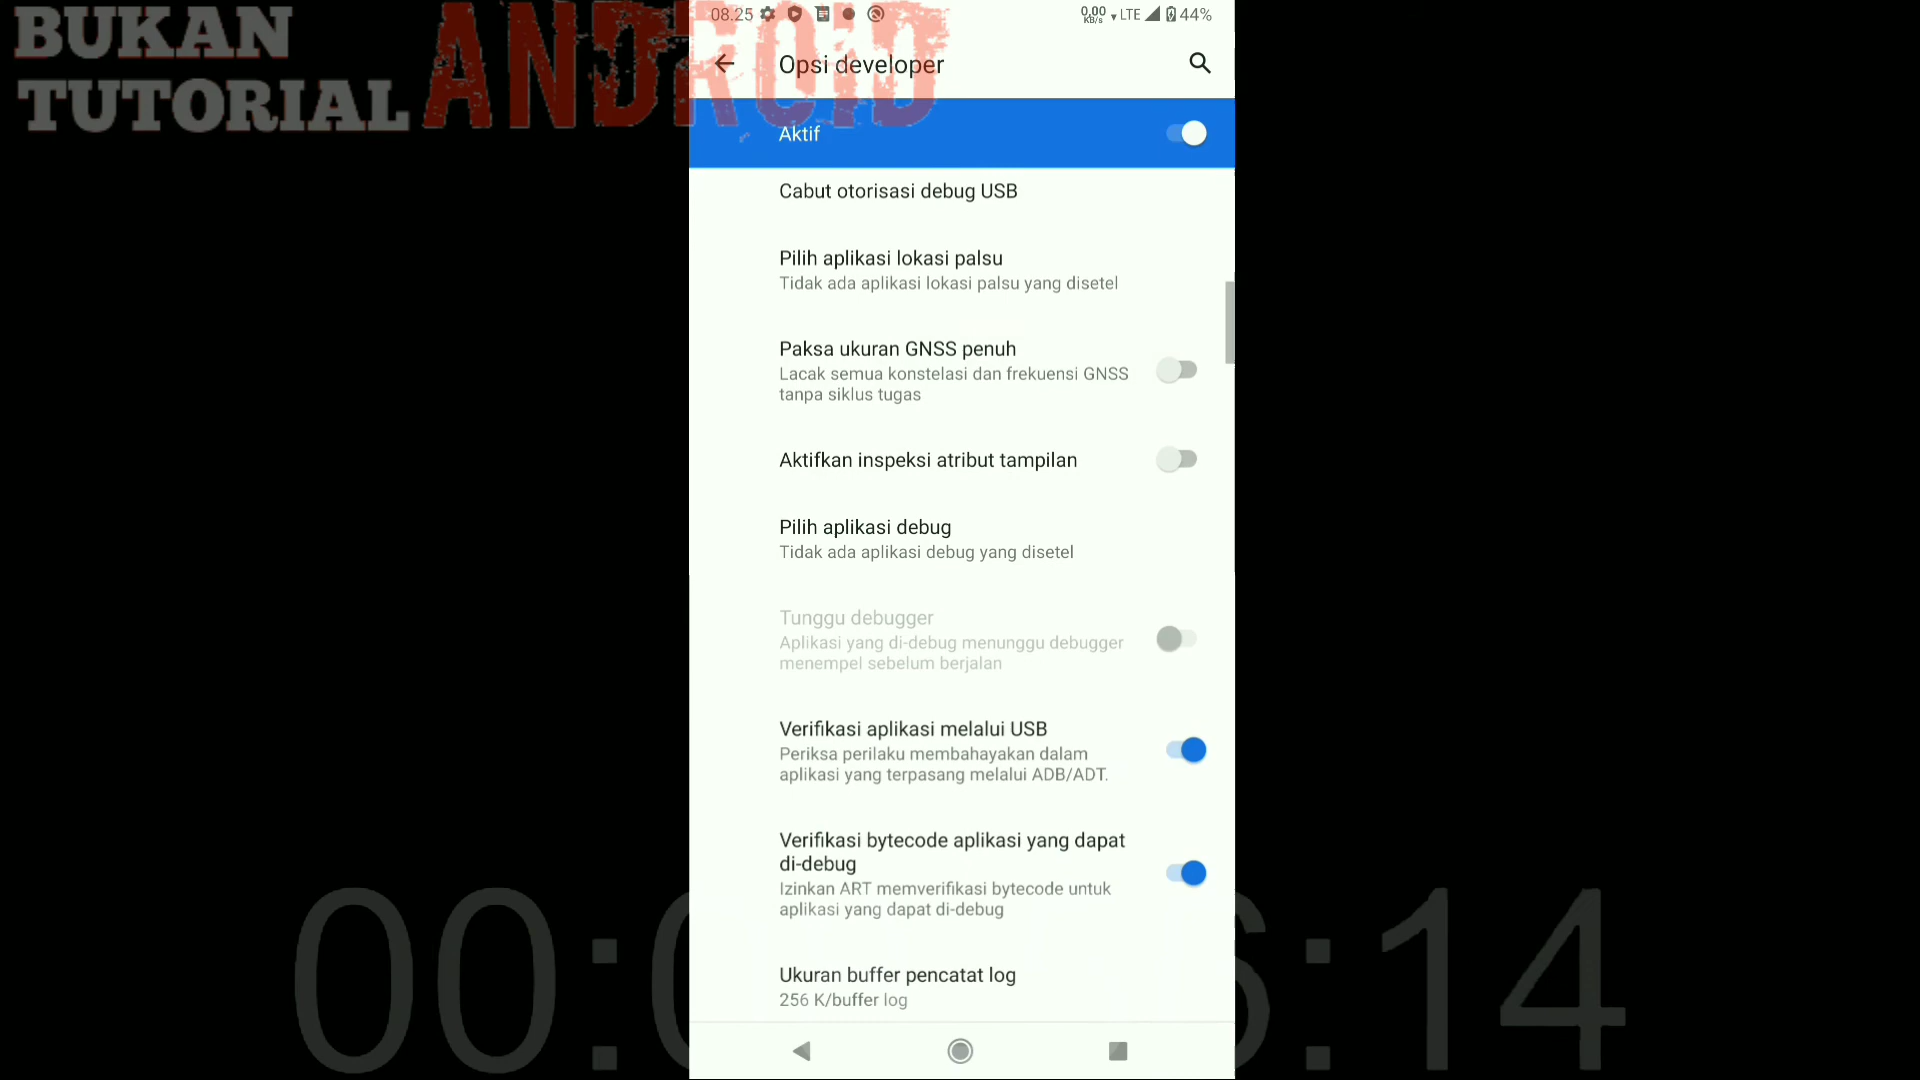 BUKAN
TUTORIAL ANDROID
08.25
0,00 KB/s LTE 44%
Opsi developer
Aktif
Cabut otorisasi debug USB
Pilih aplikasi lokasi palsu
Tidak ada aplikasi lokasi palsu yang disetel
Paksa ukuran GNSS penuh
Lacak semua konstelasi dan frekuensi GNSS
tanpa siklus tugas
Aktifkan inspeksi atribut tampilan
Pilih aplikasi debug
Tidak ada aplikasi debug yang disetel
Tunggu debugger
Aplikasi yang di-debug menunggu debugger
menempel sebelum berjalan
Verifikasi aplikasi melalui USB
Periksa perilaku membahayakan dalam
aplikasi yang terpasang melalui ADB/ADT.
Verifikasi bytecode aplikasi yang dapat
di-debug
Izinkan ART memverifikasi bytecode untuk
aplikasi yang dapat di-debug
Ukuran buffer pencatat log
256 K/buffer log